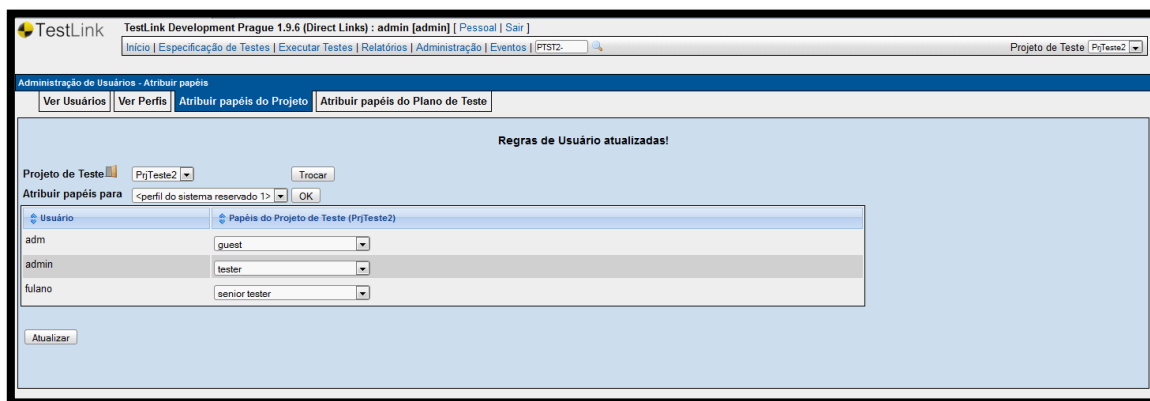 TestLink
TestLink Development Prague 1.9.6 (Direct Links) : admin [admin] [ Pessoal | Sair ]
Início | Especificação de Testes | Executar Testes | Relatórios | Administração | Eventos | PTST2-
Projeto de Teste PrjTeste2
Administração de Usuários - Atribuir papéis
Ver Usuários Ver Perfis Atribuir papéis do Projeto Atribuir papéis do Plano de Teste
Regras de Usuário atualizadas!
Projeto de Teste PrjTeste2 Trocar
Atribuir papéis para <perfil do sistema reservado 1> OK
Usuário Papéis do Projeto de Teste (PrjTeste2)
adm guest
admin tester
fulano senior tester
Atualizar